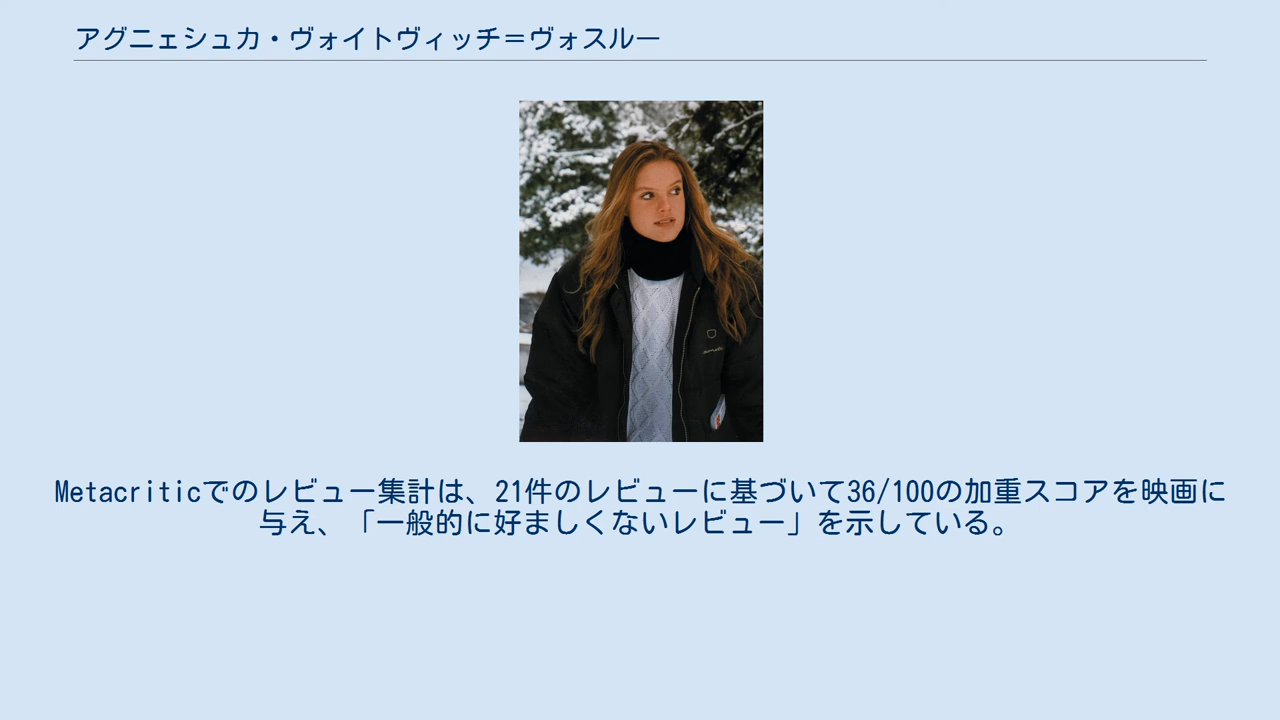 アグニェシュカ・ヴォイトヴィッチ＝ヴォスルー
Metacriticでのレビュー集計は、21件のレビューに基づいて36/100の加重スコアを映画に
与え、「一般的に好ましくないレビュー」を示している。